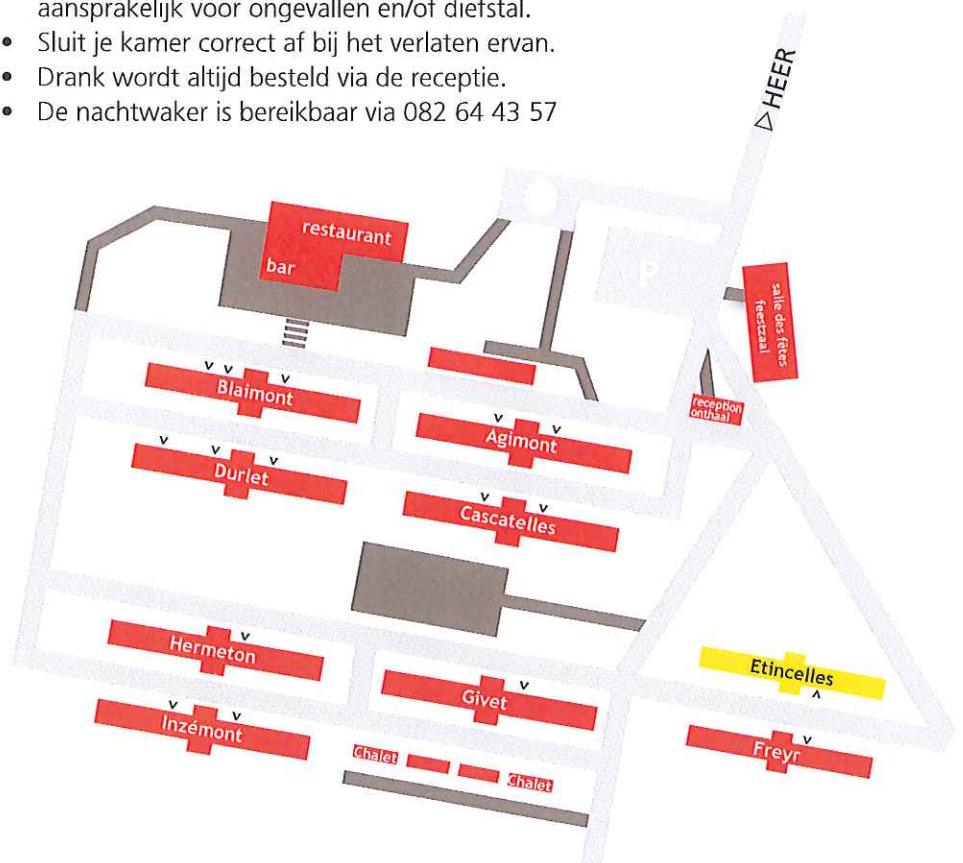 aansprakelijk voor ongevallen en/of diefstal.
• Sluit je kamer correct af bij het verlaten ervan.
• Drank wordt altijd besteld via de receptie.
• De nachtwaker is bereikbaar via 082 64 43 57
▷HEER
restaurant
bar
P
salle des fêtes
feestzaal
Blaimont
reception
onthaal
Agimont
Durlet
Cascatelles
Hermeton
Etincelles
Givet
Inzémont
Freyr
Chalet
Chalet